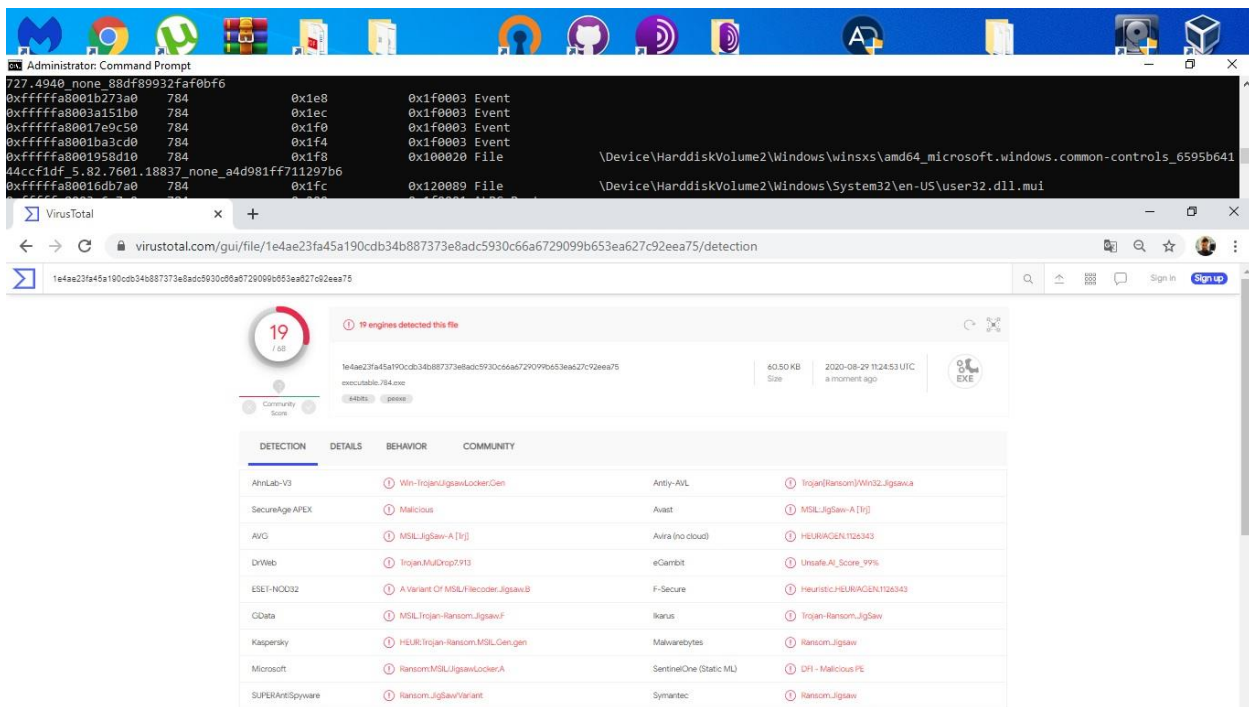 Administrator: Command Prompt
727.4940_none_88df89932faf0bf6
0xfffffa8001b273a0 784 0x1e8 0x1f0003 Event
0xfffffa8003a151b0 784 0x1ec 0x1f0003 Event
0xfffffa80017e9c50 784 0x1f0 0x1f0003 Event
0xfffffa8001ba3cd0 784 0x1f4 0x1f0003 Event
0xfffffa8001958d10 784 0x1f8 0x100020 File \Device\HarddiskVolume2\Windows\winsxs\amd64_microsoft.windows.common-controls_6595b641
44ccf1df_5.82.7601.18837_none_a4d981ff711297b6
0xfffffa80016db7a0 784 0x1fc 0x120089 File \Device\HarddiskVolume2\Windows\System32\en-US\user32.dll.mui
VirusTotal
virustotal.com/gui/file/1e4ae23fa45a190cdb34b887373e8adc5930c66a6729099b653ea627c92eea75/detection
1e4ae23fa45a190cdb34b887373e8adc5930c66a6729099b653ea627c92eea75
Sign in Sign up
19 / 68
19 engines detected this file
1e4ae23fa45a190cdb34b887373e8adc5930c66a6729099b653ea627c92eea75
executable.784.exe
64bits peexe
60.50 KB Size
2020-08-29 11:24:53 UTC
a moment ago
EXE
Community Score
DETECTION DETAILS BEHAVIOR COMMUNITY
AhnLab-V3 Win-Trojan/JigsawLocker.Gen Antiy-AVL Trojan[Ransom]/Win32.Jigsaw.a
SecureAge APEX Malicious Avast MSIL:JigSaw-A [Trj]
AVG MSIL:JigSaw-A [Trj] Avira (no cloud) HEUR/AGEN.1126343
DrWeb Trojan.MulDrop7.913 eGambit Unsafe.AI_Score_99%
ESET-NOD32 A Variant Of MSIL/Filecoder.Jigsaw.B F-Secure Heuristic.HEUR/AGEN.1126343
GData MSIL.Trojan-Ransom.Jigsaw.F Ikarus Trojan-Ransom.JigSaw
Kaspersky HEUR:Trojan-Ransom.MSIL.Gen.gen Malwarebytes Ransom.Jigsaw
Microsoft Ransom:MSIL/JigsawLocker.A SentinelOne (Static ML) DFI - Malicious PE
SUPERAntiSpyware Ransom.JigSaw/Variant Symantec Ransom.Jigsaw